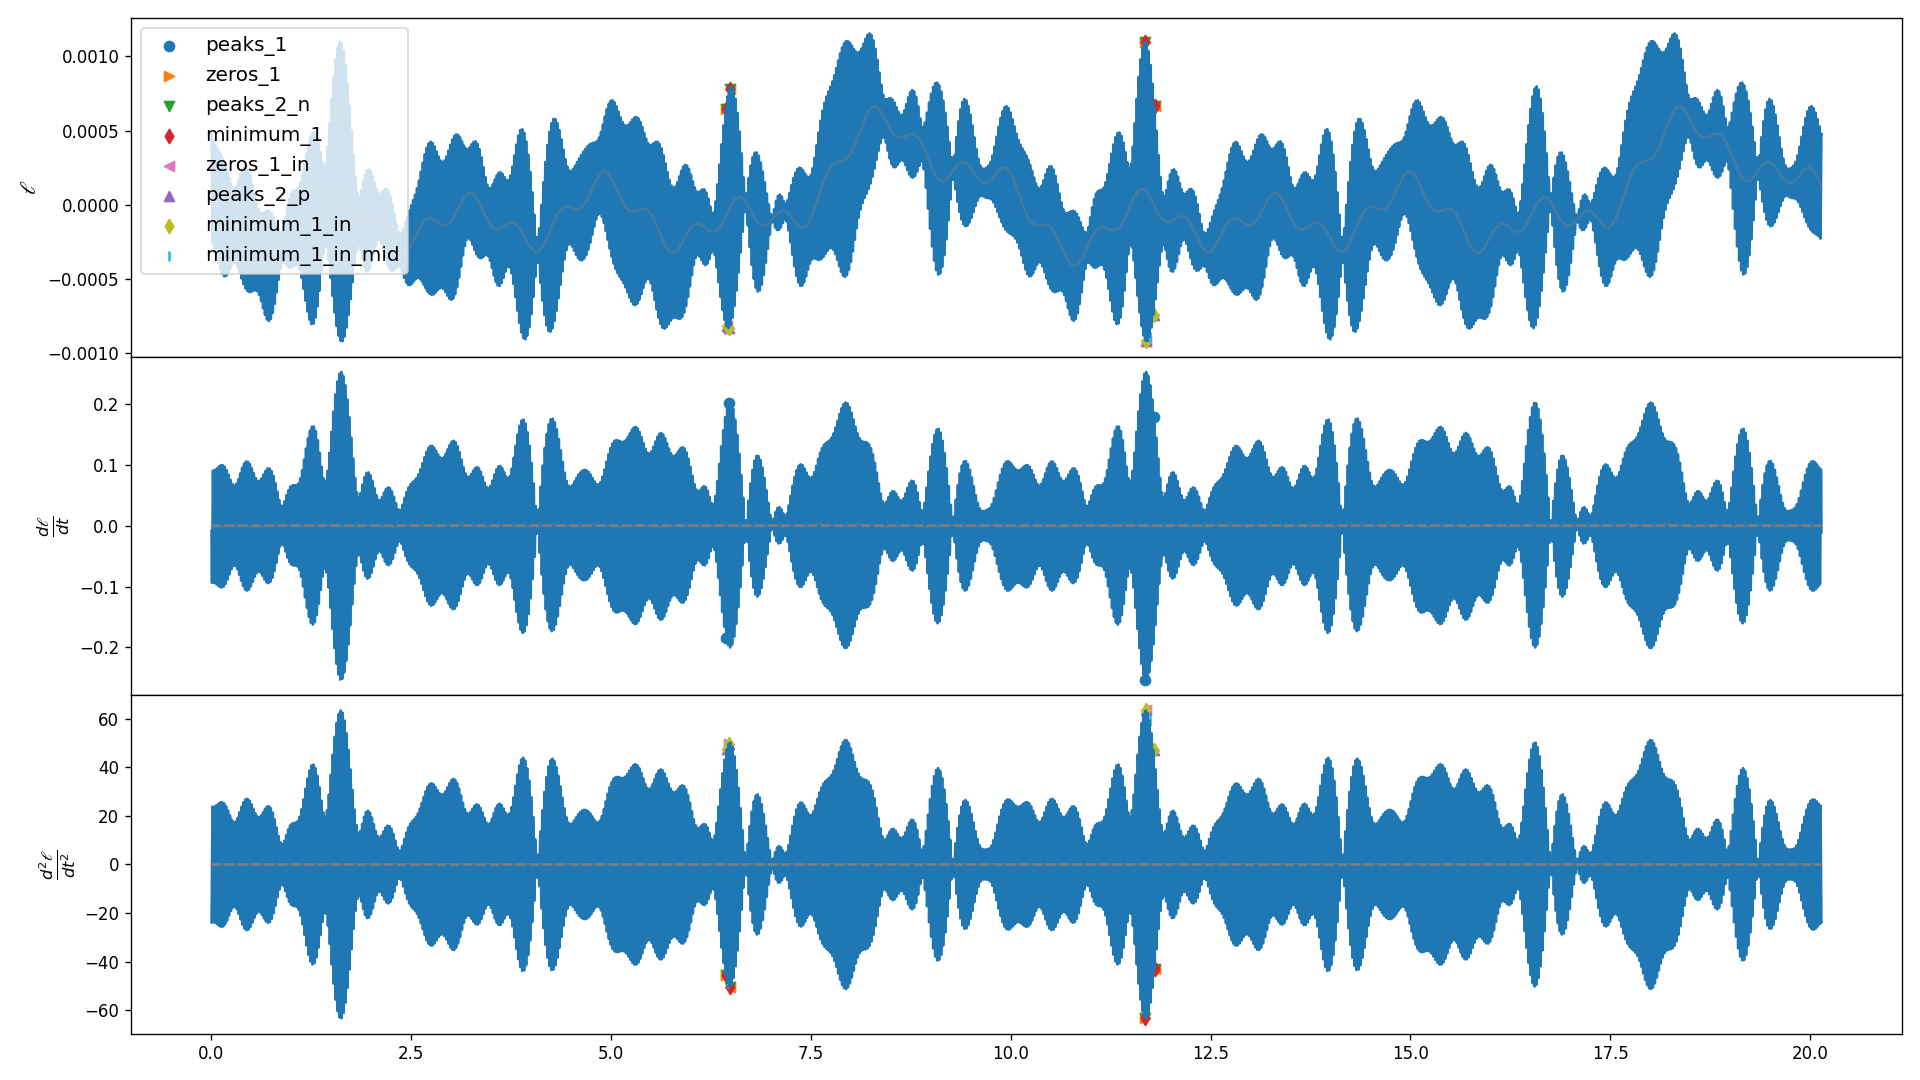 peaks_1
zeros_1
peaks_2_n
minimum_1
zeros_1_in
peaks_2_p
minimum_1_in
minimum_1_in_mid
0.0010
0.0005
0.0000
−0.0005
−0.0010
ℓ
0.2
0.1
0.0
−0.1
−0.2
dℓ
dt
60
40
20
0
−20
−40
−60
d²ℓ
dt²
0.0 2.5 5.0 7.5 10.0 12.5 15.0 17.5 20.0